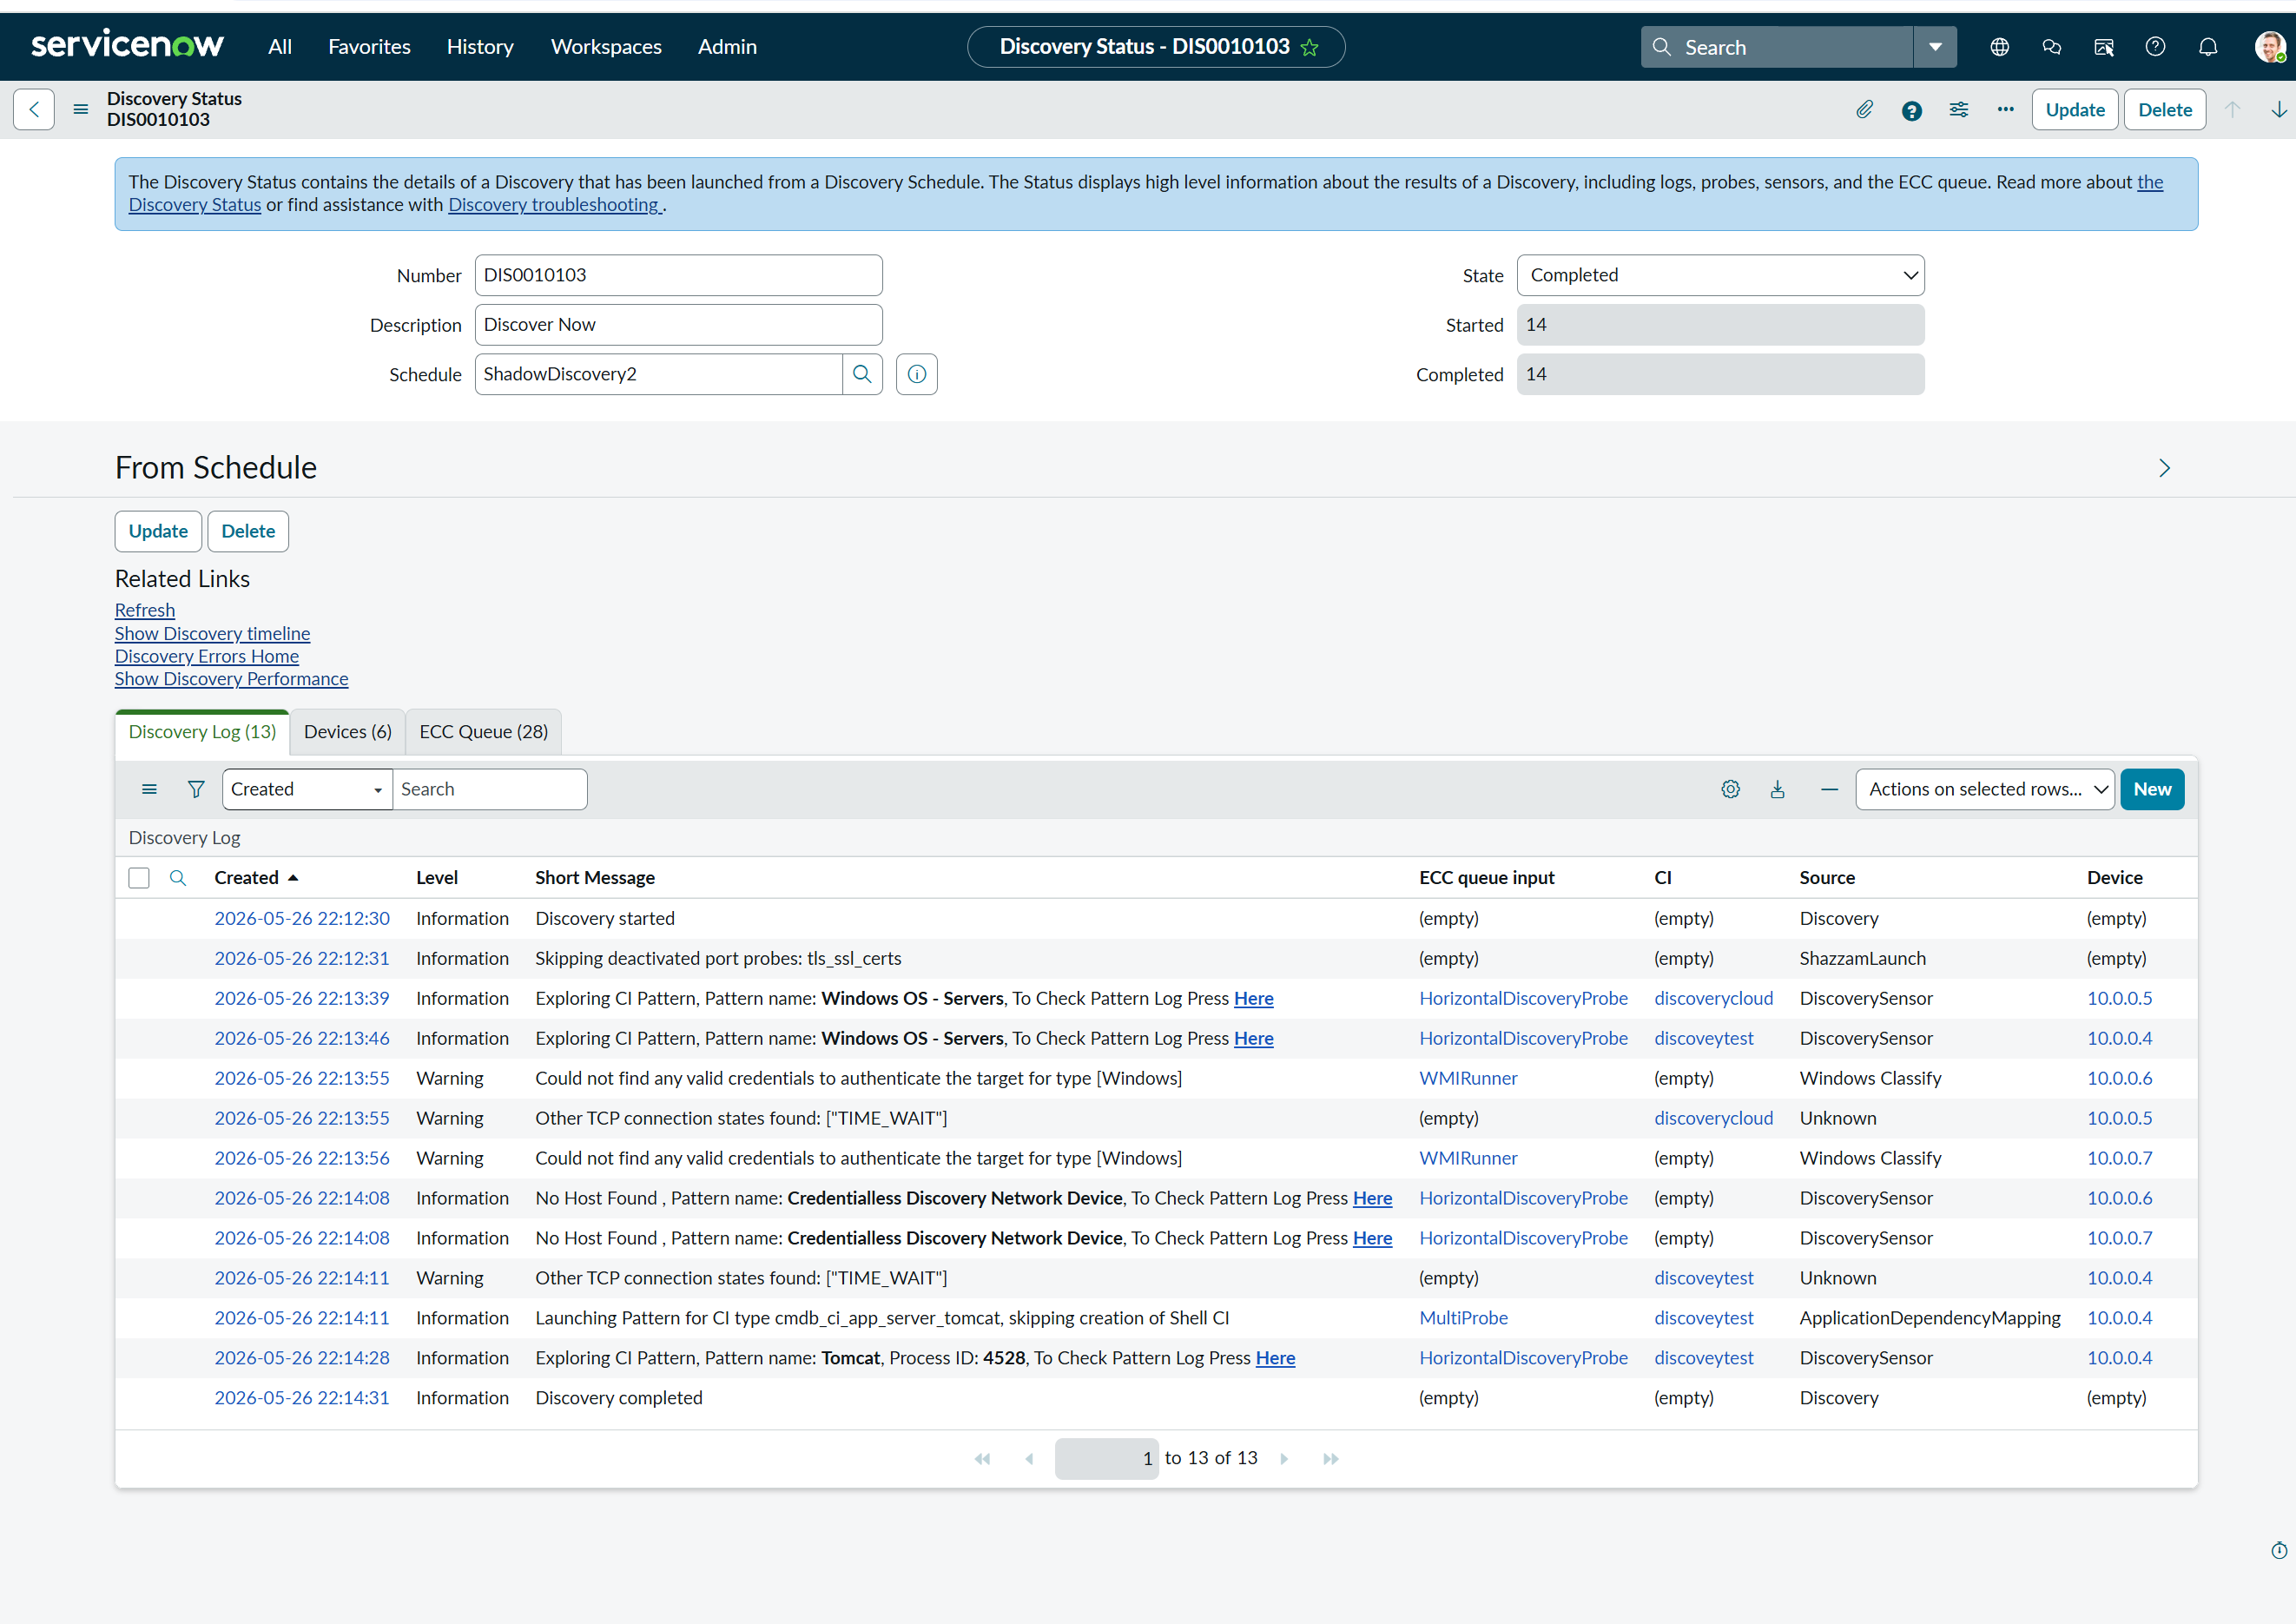 servicenow All Favorites History Workspaces Admin Discovery Status - DIS0010103 Search
Discovery Status
DIS0010103
Update Delete
The Discovery Status contains the details of a Discovery that has been launched from a Discovery Schedule. The Status displays high level information about the results of a Discovery, including logs, probes, sensors, and the ECC queue. Read more about the
Discovery Status or find assistance with Discovery troubleshooting .
Number DIS0010103 State Completed
Description Discover Now Started 14
Schedule ShadowDiscovery2 Completed 14
From Schedule
Update Delete
Related Links
Refresh
Show Discovery timeline
Discovery Errors Home
Show Discovery Performance
Discovery Log (13) Devices (6) ECC Queue (28)
Created Search Actions on selected rows... New
Discovery Log
Created Level Short Message ECC queue input CI Source Device
2026-05-26 22:12:30 Information Discovery started (empty) (empty) Discovery (empty)
2026-05-26 22:12:31 Information Skipping deactivated port probes: tls_ssl_certs (empty) (empty) ShazzamLaunch (empty)
2026-05-26 22:13:39 Information Exploring CI Pattern, Pattern name: Windows OS - Servers, To Check Pattern Log Press Here HorizontalDiscoveryProbe discoverycloud DiscoverySensor 10.0.0.5
2026-05-26 22:13:46 Information Exploring CI Pattern, Pattern name: Windows OS - Servers, To Check Pattern Log Press Here HorizontalDiscoveryProbe discoveytest DiscoverySensor 10.0.0.4
2026-05-26 22:13:55 Warning Could not find any valid credentials to authenticate the target for type [Windows] WMIRunner (empty) Windows Classify 10.0.0.6
2026-05-26 22:13:55 Warning Other TCP connection states found: ["TIME_WAIT"] (empty) discoverycloud Unknown 10.0.0.5
2026-05-26 22:13:56 Warning Could not find any valid credentials to authenticate the target for type [Windows] WMIRunner (empty) Windows Classify 10.0.0.7
2026-05-26 22:14:08 Information No Host Found , Pattern name: Credentialless Discovery Network Device, To Check Pattern Log Press Here HorizontalDiscoveryProbe (empty) DiscoverySensor 10.0.0.6
2026-05-26 22:14:08 Information No Host Found , Pattern name: Credentialless Discovery Network Device, To Check Pattern Log Press Here HorizontalDiscoveryProbe (empty) DiscoverySensor 10.0.0.7
2026-05-26 22:14:11 Warning Other TCP connection states found: ["TIME_WAIT"] (empty) discoveytest Unknown 10.0.0.4
2026-05-26 22:14:11 Information Launching Pattern for CI type cmdb_ci_app_server_tomcat, skipping creation of Shell CI MultiProbe discoveytest ApplicationDependencyMapping 10.0.0.4
2026-05-26 22:14:28 Information Exploring CI Pattern, Pattern name: Tomcat, Process ID: 4528, To Check Pattern Log Press Here HorizontalDiscoveryProbe discoveytest DiscoverySensor 10.0.0.4
2026-05-26 22:14:31 Information Discovery completed (empty) (empty) Discovery (empty)
1 to 13 of 13